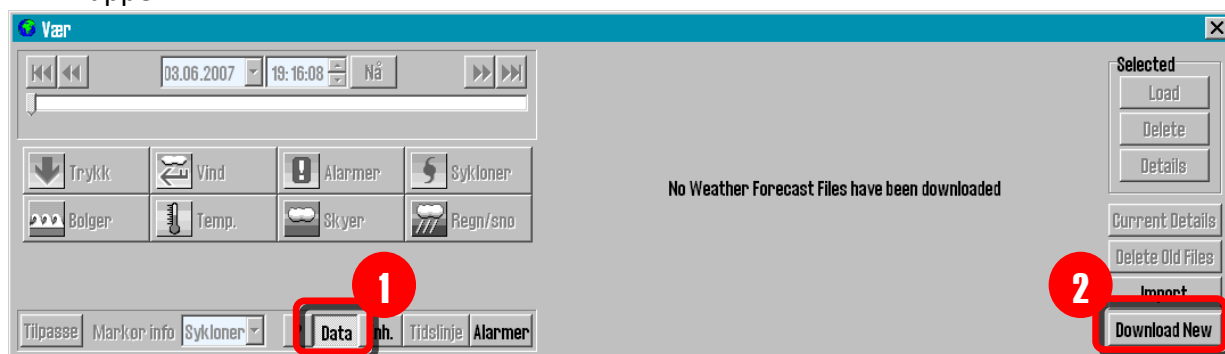 Vær
03.06.2007 19:16:08 Nå
Trykk Vind Alarmer Sykloner
Bolger Temp. Skyer Regn/sno
1
Tilpasse Markor info Sykloner Data nh. Tidslinje Alarmer
No Weather Forecast Files have been downloaded
Selected
Load
Delete
Details
Current Details
Delete Old Files
2
Import
Download New